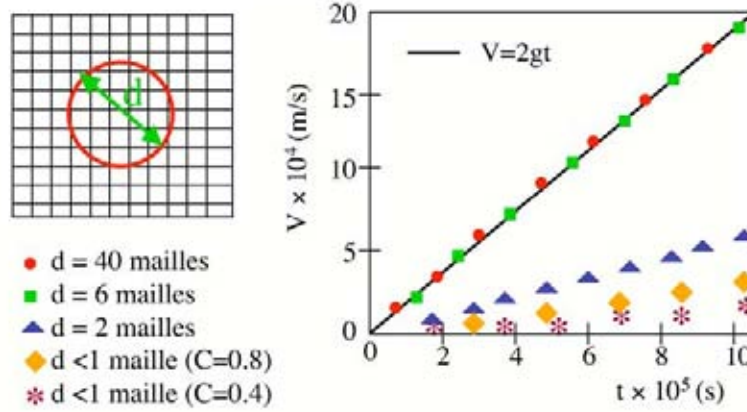 d
d = 40 mailles
d = 6 mailles
d = 2 mailles
d <1 maille (C=0.8)
d <1 maille (C=0.4)
V × 10⁴ (m/s)
20
15
10
5
0
V=2gt
0 2 4 6 8 10
t × 10⁵ (s)